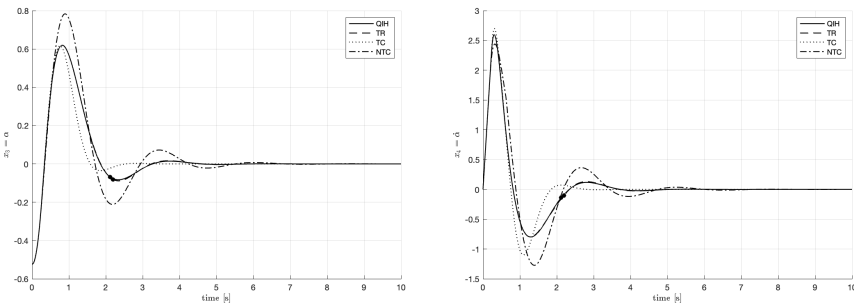 0.8
0.6
0.4
0.2
0
-0.2
-0.4
-0.6
x₃ = α
0 1 2 3 4 5 6 7 8 9 10
time [s]
QIH
TR
TC
NTC
3
2.5
2
1.5
1
0.5
0
-0.5
-1
-1.5
x₄ = α̇
0 1 2 3 4 5 6 7 8 9 10
time [s]
QIH
TR
TC
NTC